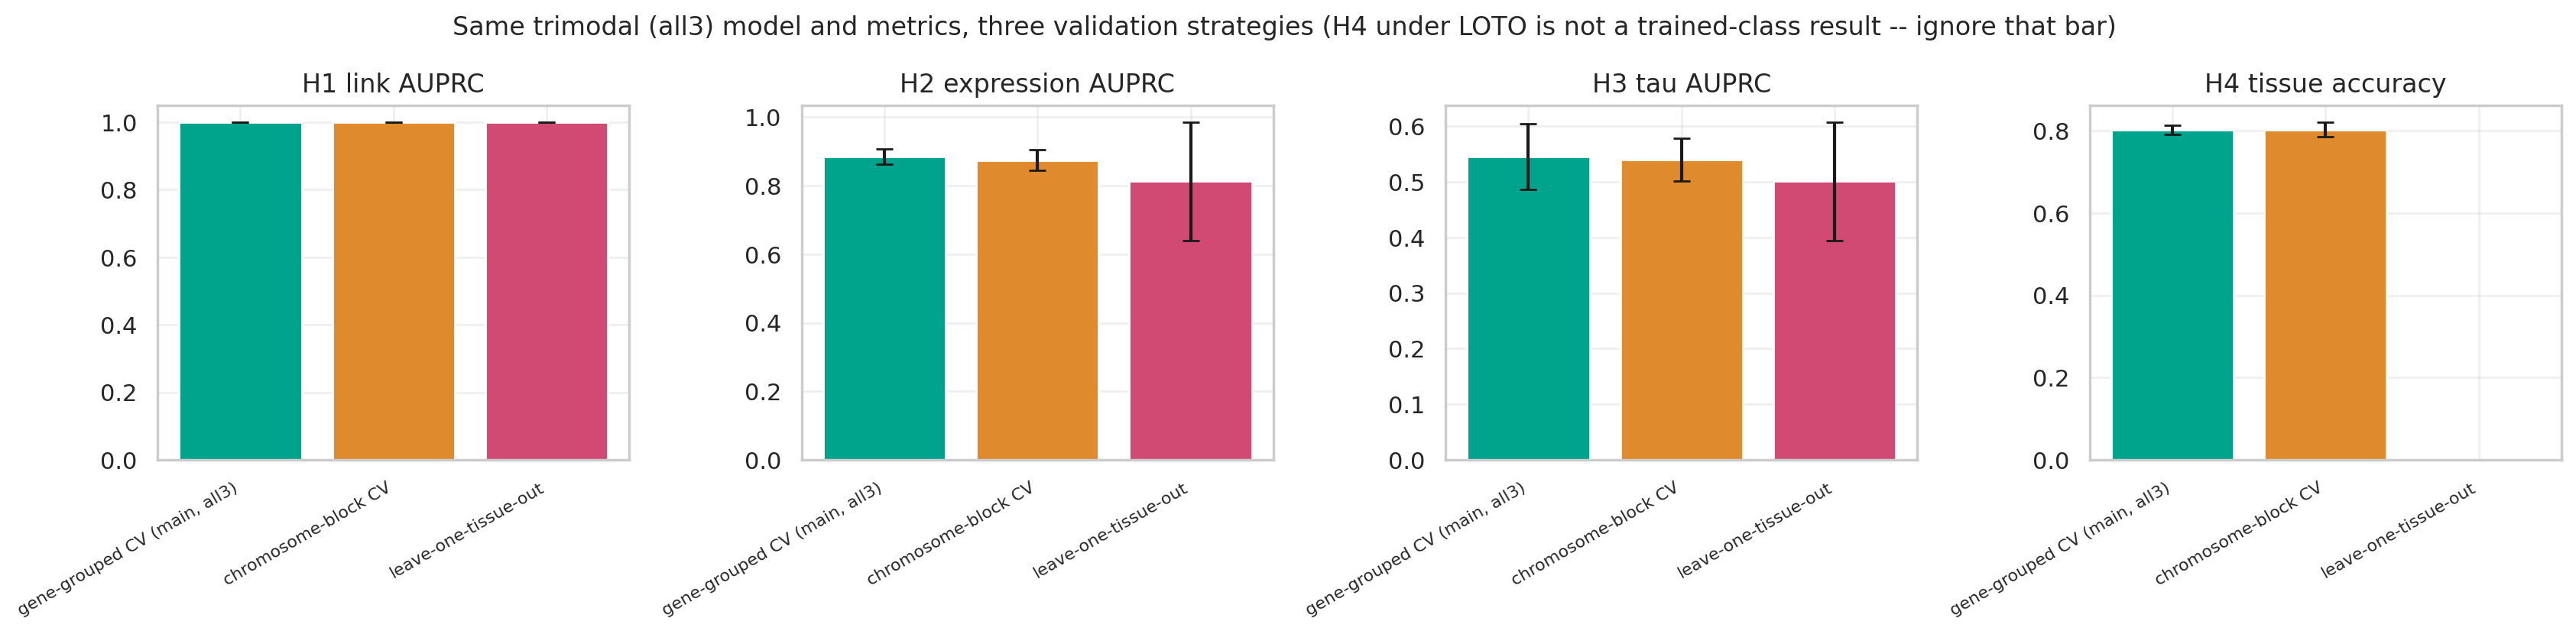 Same trimodal (all3) model and metrics, three validation strategies (H4 under LOTO is not a trained-class result -- ignore that bar)
H1 link AUPRC
1.0
0.8
0.6
0.4
0.2
0.0
gene-grouped CV (main, all3)
chromosome-block CV
leave-one-tissue-out
H2 expression AUPRC
1.0
0.8
0.6
0.4
0.2
0.0
gene-grouped CV (main, all3)
chromosome-block CV
leave-one-tissue-out
H3 tau AUPRC
0.6
0.5
0.4
0.3
0.2
0.1
0.0
gene-grouped CV (main, all3)
chromosome-block CV
leave-one-tissue-out
H4 tissue accuracy
0.8
0.6
0.4
0.2
0.0
gene-grouped CV (main, all3)
chromosome-block CV
leave-one-tissue-out